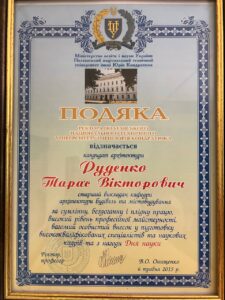 Міністерство освіти і науки України
Полтавський національний технічний
університет імені Юрія Кондратюка
ПОДЯКА
відзначається
кандидат архітектури
Руденко
Тарас Вікторович
старший викладач кафедри
архітектури будівель та містобудування
за сумлінну, бездоганну і плідну працю,
високий рівень професійної майстерності,
вагомий особистий внесок у підготовку
висококваліфікованих спеціалістів та наукових
кадрів та з нагоди Дня науки
Ректор,
професор
В.О. Онищенко
травня 2015 р.